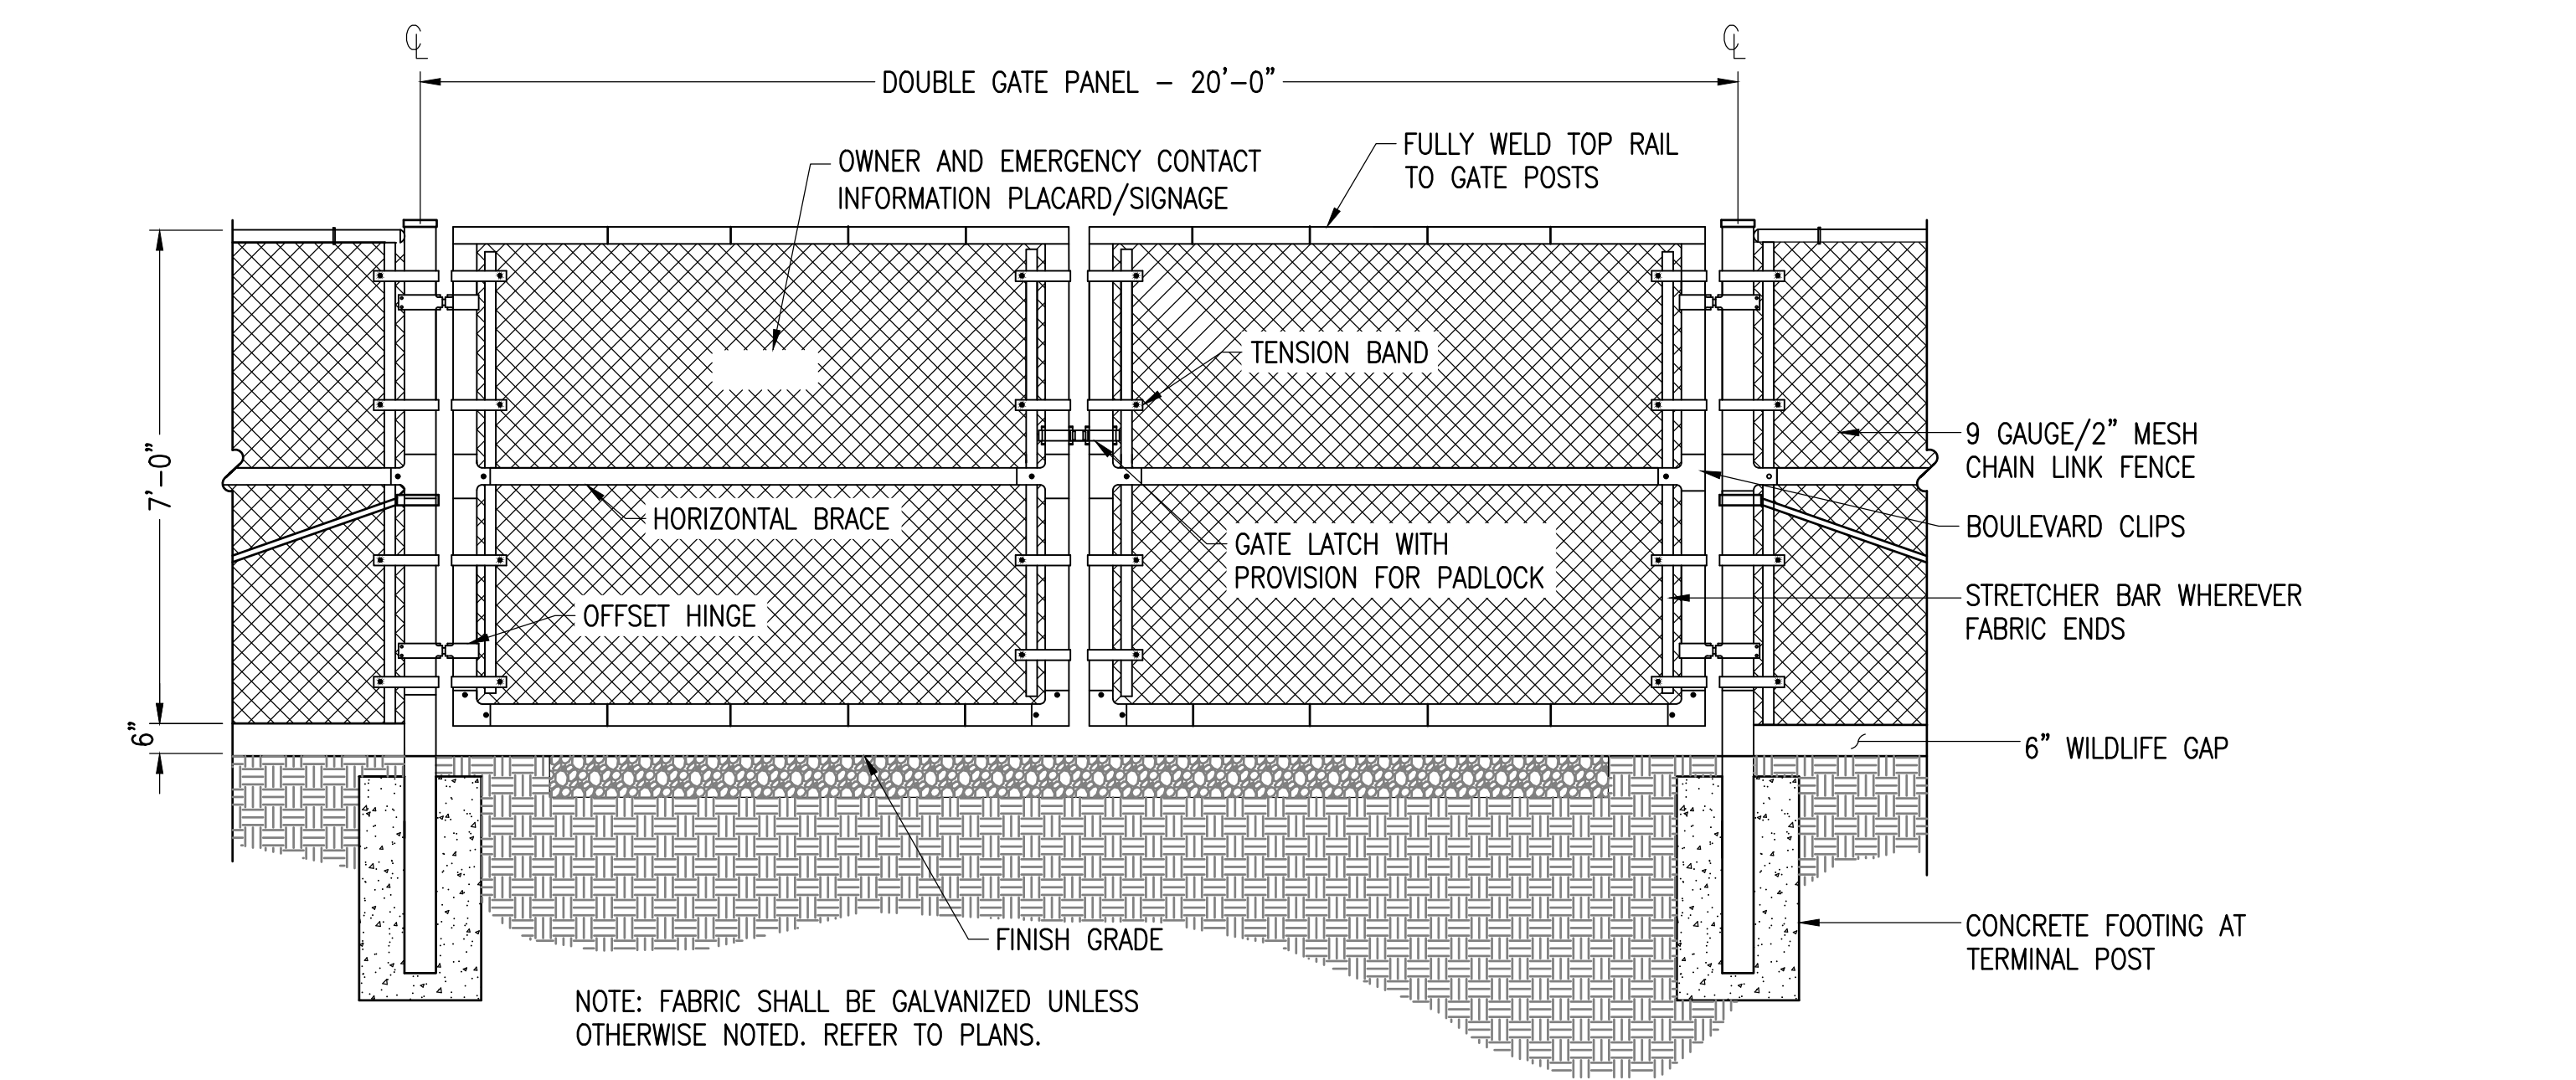 ℄
℄
DOUBLE GATE PANEL - 20'-0"
OWNER AND EMERGENCY CONTACT
INFORMATION PLACARD/SIGNAGE
FULLY WELD TOP RAIL
TO GATE POSTS
TENSION BAND
7'-0"
6"
HORIZONTAL BRACE
OFFSET HINGE
GATE LATCH WITH
PROVISION FOR PADLOCK
9 GAUGE/2" MESH
CHAIN LINK FENCE
BOULEVARD CLIPS
STRETCHER BAR WHEREVER
FABRIC ENDS
6" WILDLIFE GAP
CONCRETE FOOTING AT
TERMINAL POST
FINISH GRADE
NOTE: FABRIC SHALL BE GALVANIZED UNLESS
OTHERWISE NOTED. REFER TO PLANS.